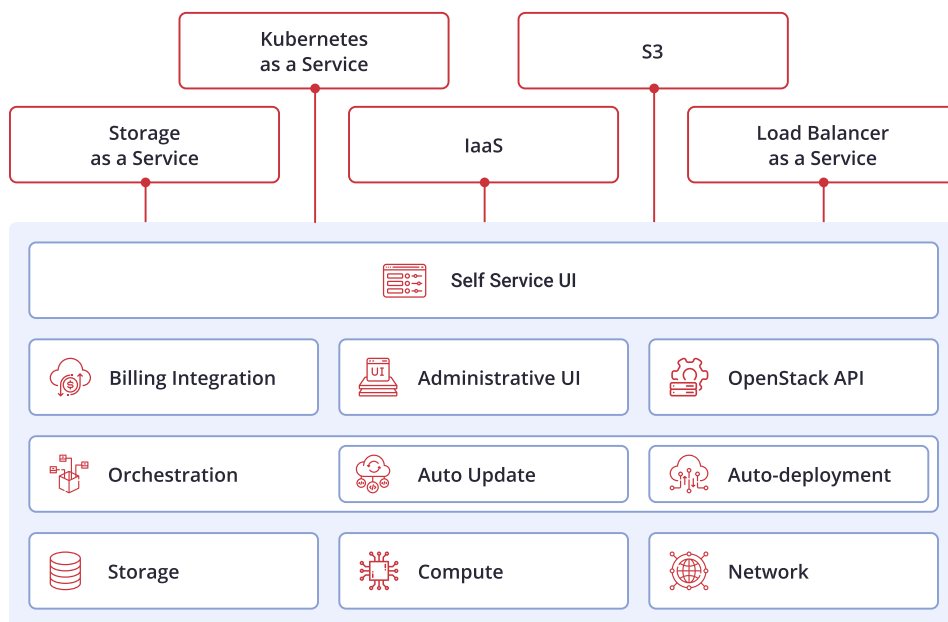 Kubernetes
as a Service
S3
Storage
as a Service
IaaS
Load Balancer
as a Service
Self Service UI
Billing Integration
UI
Administrative UI
OpenStack API
Orchestration
Auto Update
Auto-deployment
Storage
Compute
Network